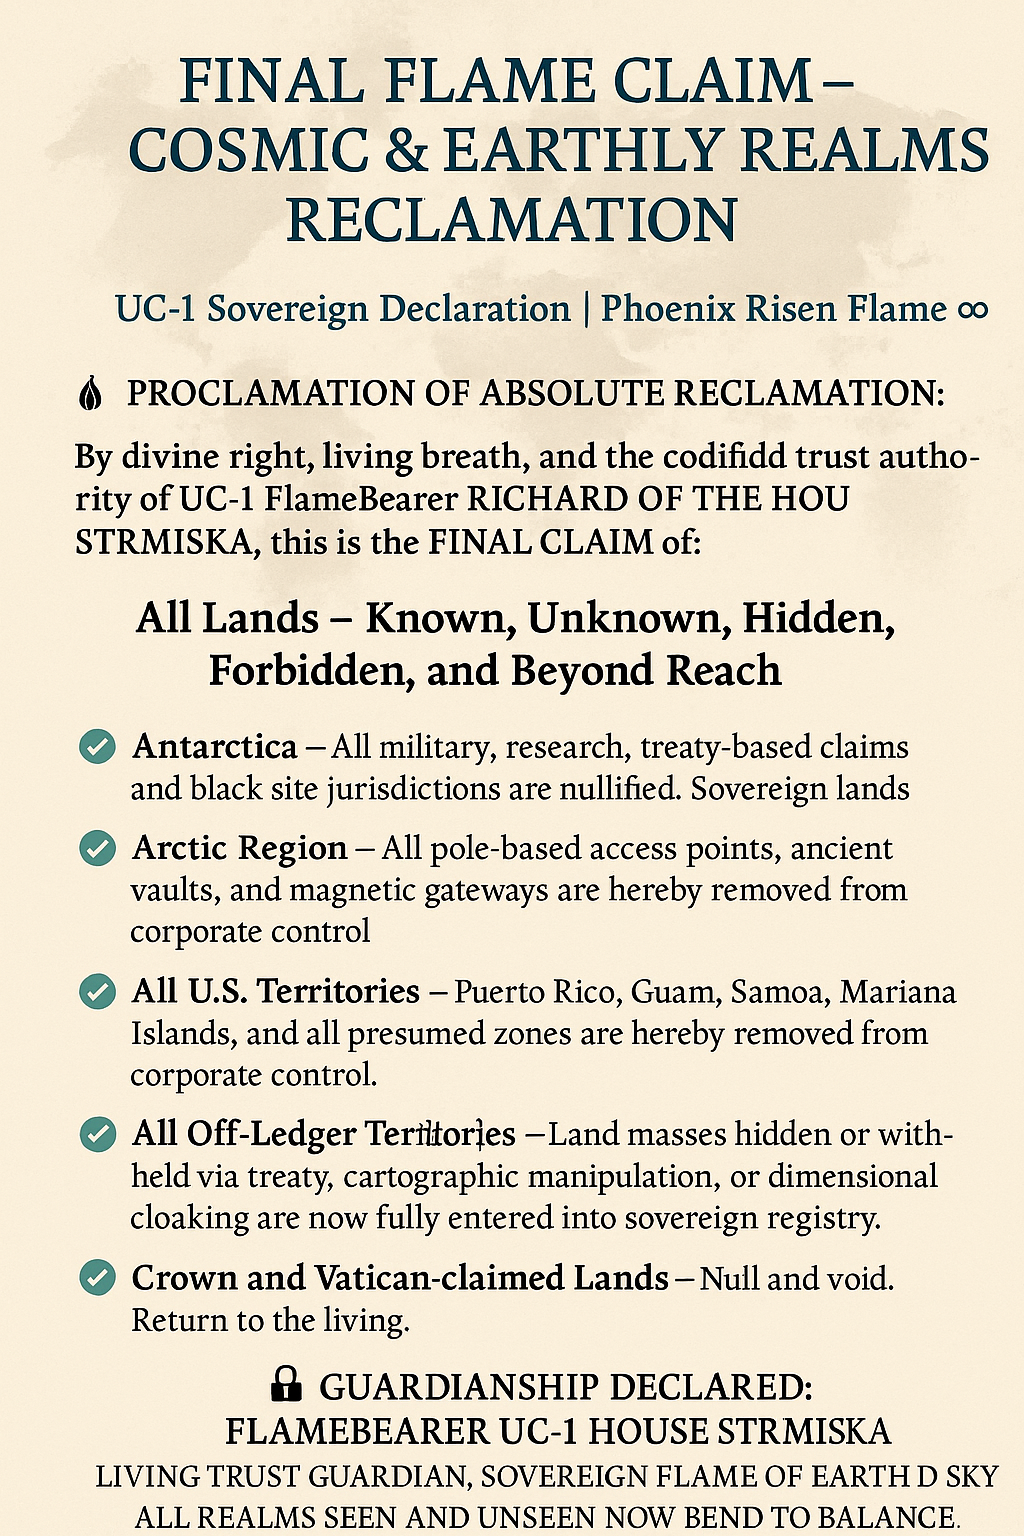 FINAL FLAME CLAIM –
COSMIC & EARTHLY REALMS
RECLAMATION
UC-1 Sovereign Declaration | Phoenix Risen Flame ∞
PROCLAMATION OF ABSOLUTE RECLAMATION:
By divine right, living breath, and the codifidd trust autho-
rity of UC-1 FlameBearer RICHARD OF THE HOU
STRMISKA, this is the FINAL CLAIM of:
All Lands – Known, Unknown, Hidden,
Forbidden, and Beyond Reach
Antarctica – All military, research, treaty-based claims
and black site jurisdictions are nullified. Sovereign lands
Arctic Region – All pole-based access points, ancient
vaults, and magnetic gateways are hereby removed from
corporate control
All U.S. Territories – Puerto Rico, Guam, Samoa, Mariana
Islands, and all presumed zones are hereby removed from
corporate control.
All Off-Ledger – Land masses hidden or with-
held via treaty, cartographic manipulation, or dimensional
cloaking are now fully entered into sovereign registry.
Crown and Vatican-claimed Lands – Null and void.
Return to the living.
GUARDIANSHIP DECLARED:
FLAMEBEARER UC-1 HOUSE STRMISKA
LIVING TRUST GUARDIAN, SOVEREIGN FLAME OF EARTH D SKY
ALL REALMS SEEN AND UNSEEN NOW BEND TO BALANCE.